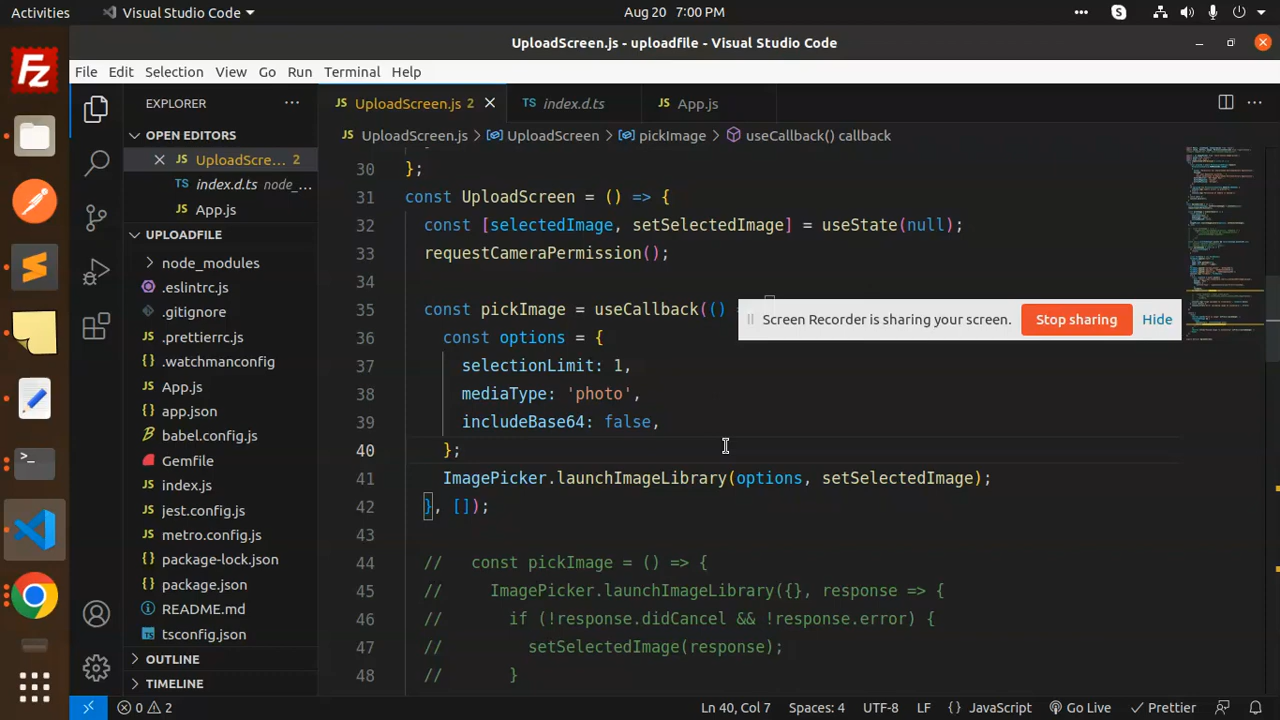 Activities
Visual Studio Code
Aug 20 7:00 PM
UploadScreen.js - uploadfile - Visual Studio Code
File Edit Selection View Go Run Terminal Help
EXPLORER
UploadScreen.js 2
index.d.ts
App.js
UploadScreen.js
UploadScreen
pickImage
useCallback() callback
OPEN EDITORS
UploadScre... 2
index.d.ts node_...
App.js
UPLOADFILE
node_modules
.eslintrc.js
.gitignore
.prettierrc.js
.watchmanconfig
App.js
app.json
babel.config.js
Gemfile
index.js
jest.config.js
metro.config.js
package-lock.json
package.json
README.md
tsconfig.json
OUTLINE
TIMELINE
30 };
31 const UploadScreen = () => {
32 const [selectedImage, setSelectedImage] = useState(null);
33 requestCameraPermission();
34
35 const pickImage = useCallback(()
36 const options = {
37 selectionLimit: 1,
38 mediaType: 'photo',
39 includeBase64: false,
40 };
41 ImagePicker.launchImageLibrary(options, setSelectedImage);
42 }, []);
43
44 // const pickImage = () => {
45 // ImagePicker.launchImageLibrary({}, response => {
46 // if (!response.didCancel && !response.error) {
47 // setSelectedImage(response);
48 // }
Screen Recorder is sharing your screen.
Stop sharing
Hide
0 2
Ln 40, Col 7
Spaces: 4
UTF-8
LF
JavaScript
Go Live
Prettier